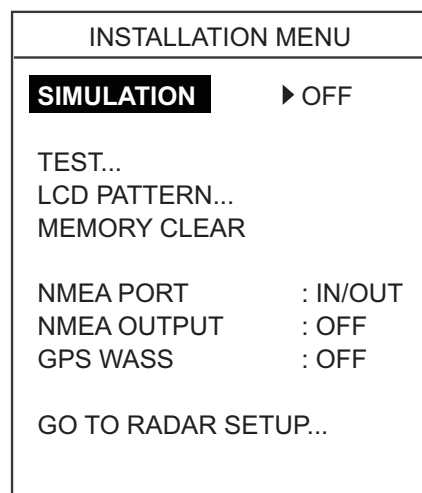 INSTALLATION MENU
SIMULATION ▶ OFF
TEST...
LCD PATTERN...
MEMORY CLEAR
NMEA PORT : IN/OUT
NMEA OUTPUT : OFF
GPS WASS : OFF
GO TO RADAR SETUP...